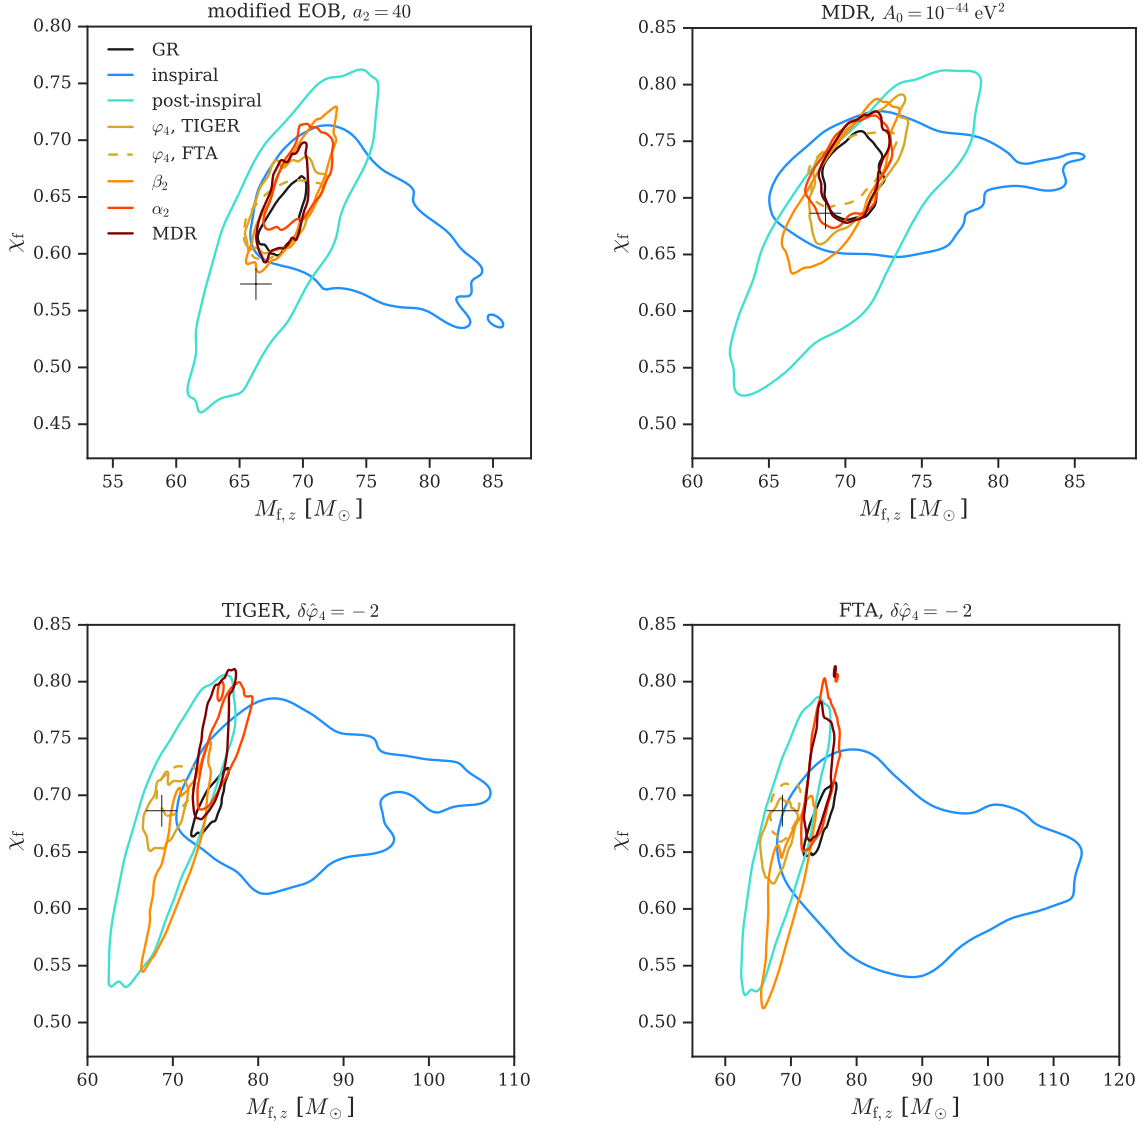 modified EOB, a₂ = 40
0.80
0.75
0.70
0.65
0.60
0.55
0.50
0.45
χf
GR
inspiral
post-inspiral
φ₄, TIGER
φ₄, FTA
β₂
α₂
MDR
55 60 65 70 75 80 85
Mf,z [M⊙]
MDR, A₀ = 10⁻⁴⁴ eV²
0.85
0.80
0.75
0.70
0.65
0.60
0.55
0.50
χf
60 65 70 75 80 85
Mf,z [M⊙]
TIGER, δφ̂₄ = −2
0.85
0.80
0.75
0.70
0.65
0.60
0.55
0.50
χf
60 70 80 90 100 110
Mf,z [M⊙]
FTA, δφ̂₄ = −2
0.85
0.80
0.75
0.70
0.65
0.60
0.55
0.50
χf
60 70 80 90 100 110 120
Mf,z [M⊙]